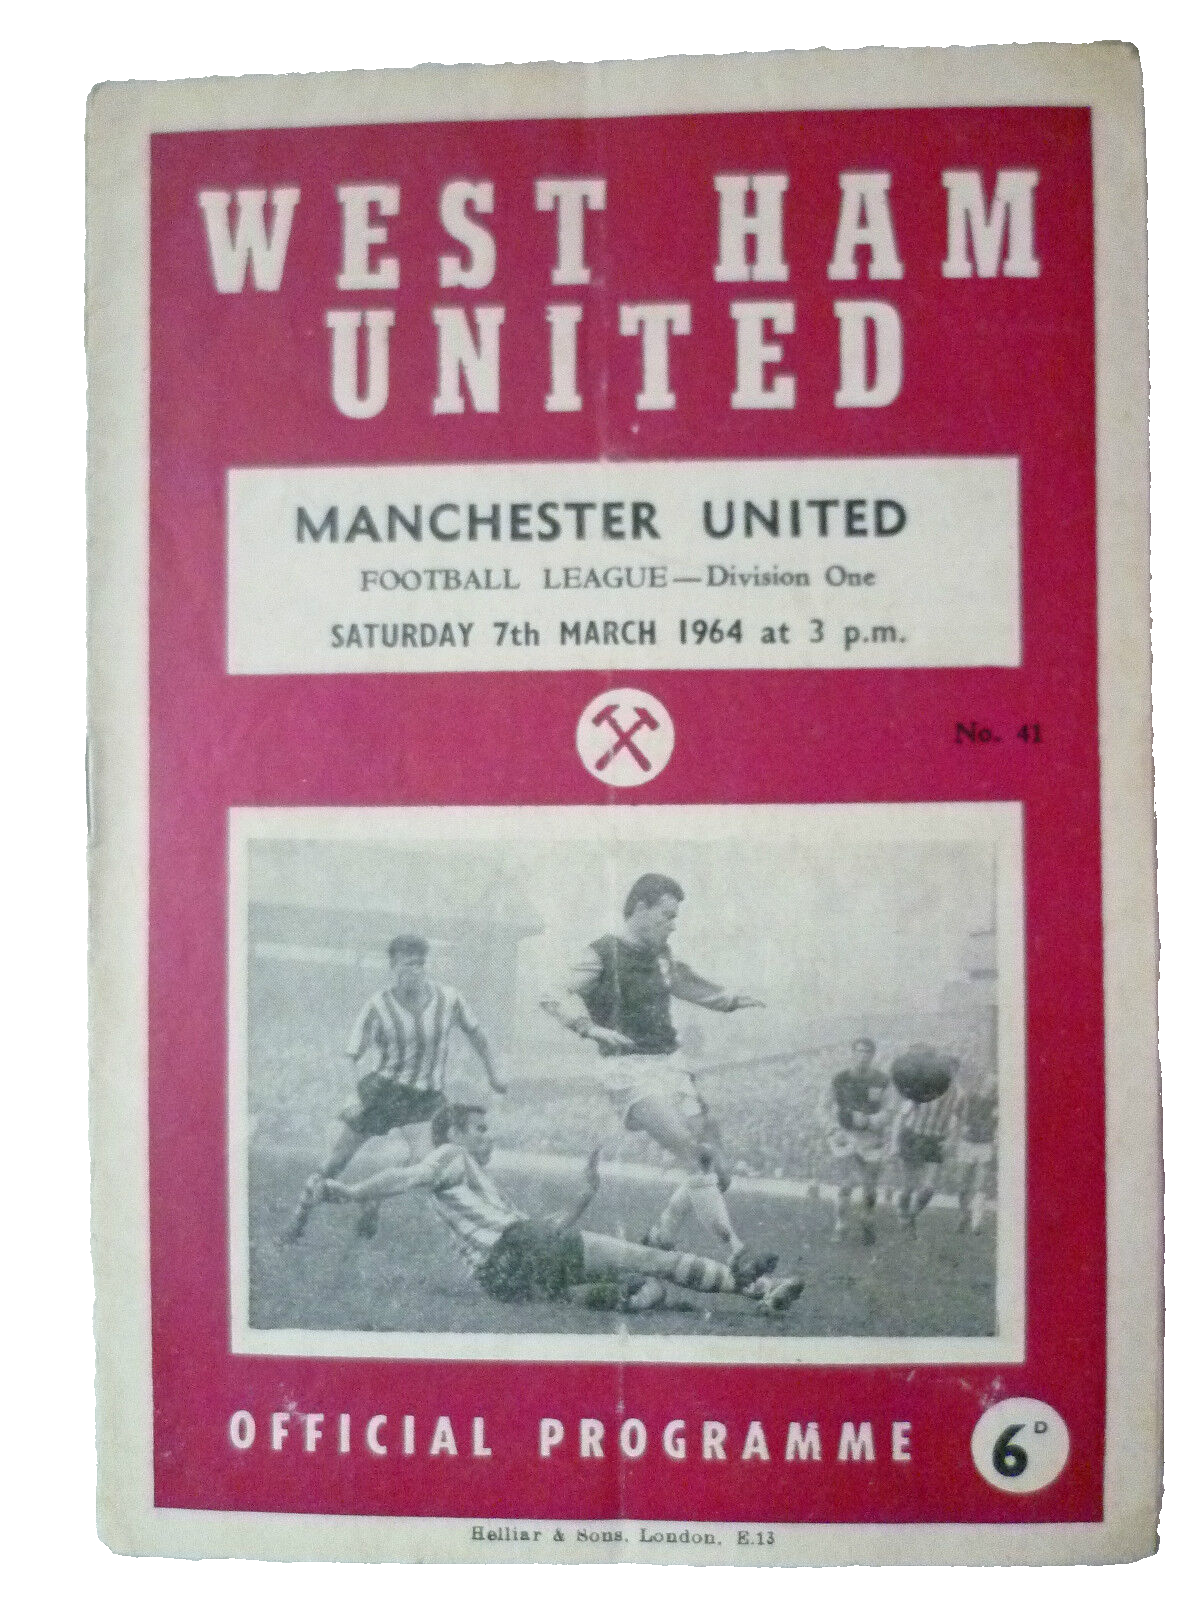 WEST HAM
UNITED
MANCHESTER UNITED
FOOTBALL LEAGUE—Division One
SATURDAY 7th MARCH 1964 at 3 p.m.
No. 41
OFFICIAL PROGRAMME
6D
Helliar & Sons, London, E.13